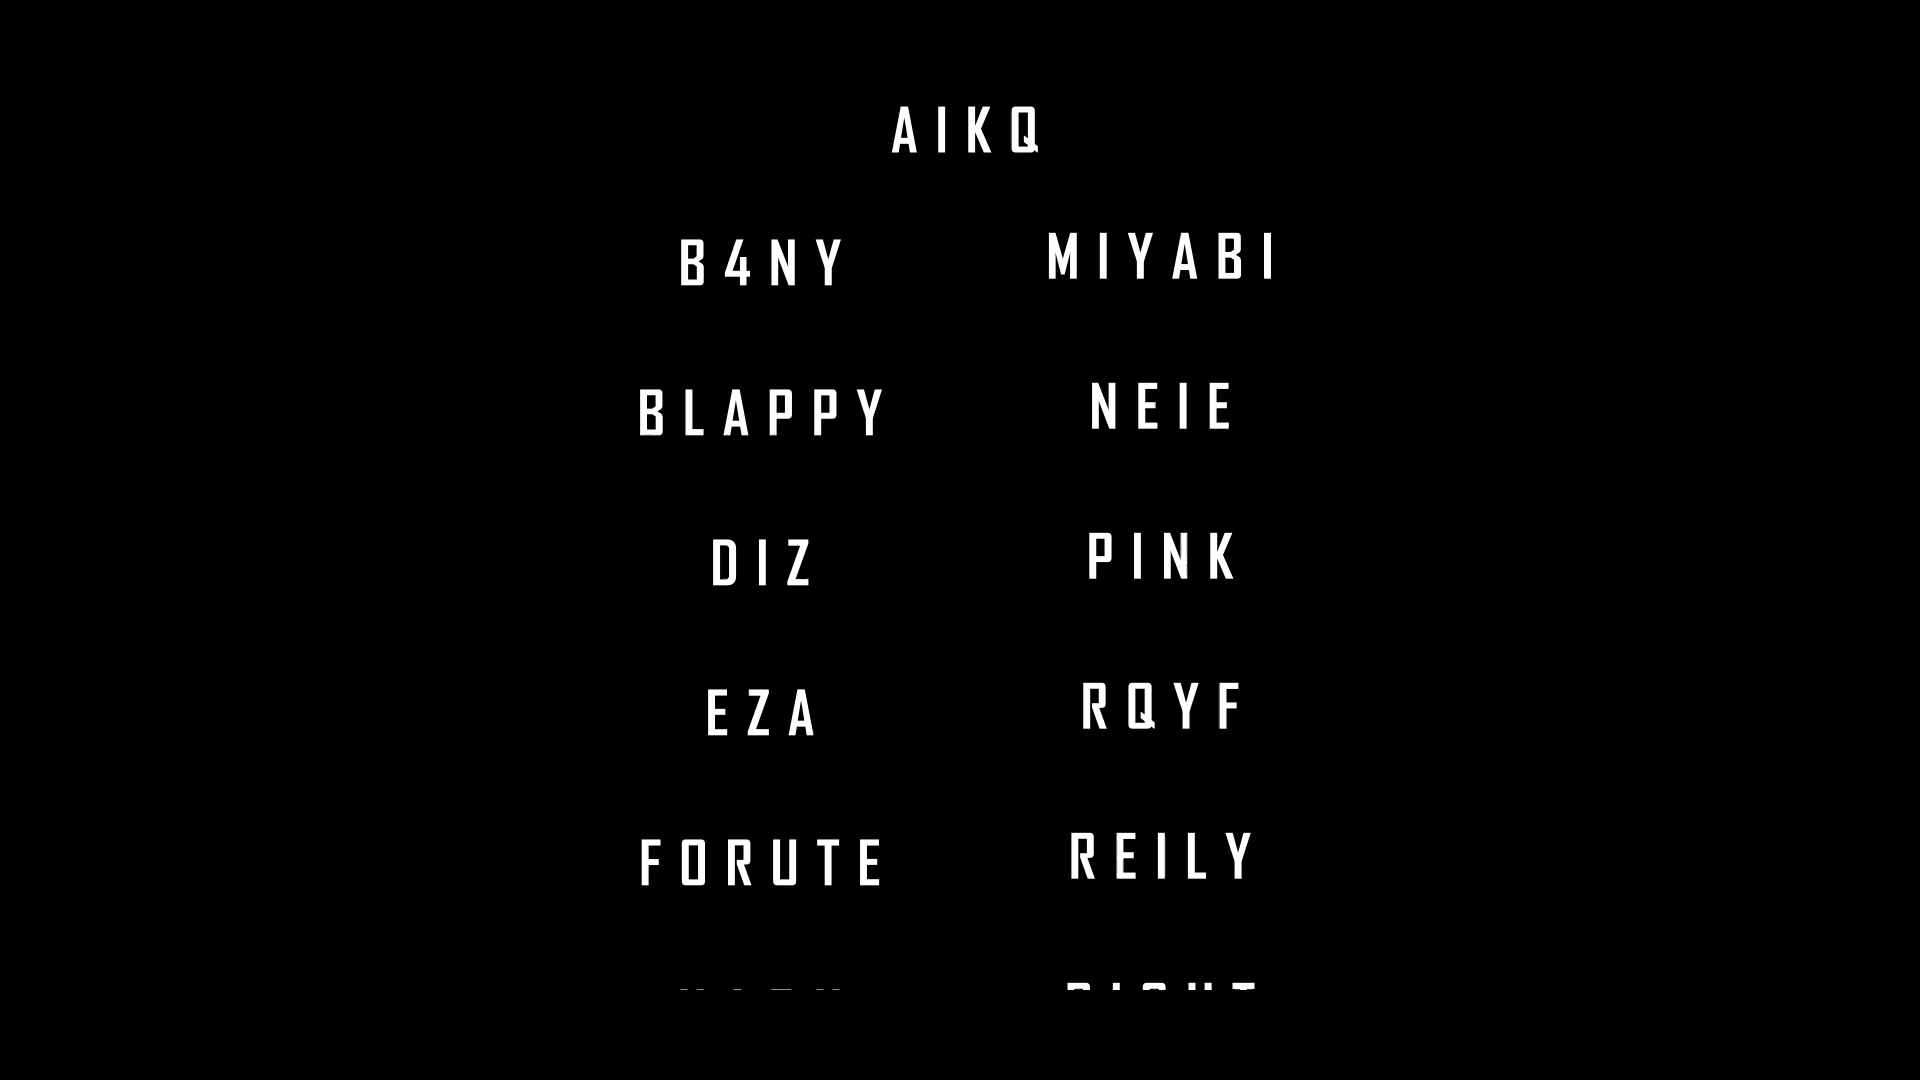 AIKQ
B4NY
MIYABI
BLAPPY
NEIE
DIZ
PINK
EZA
RQYF
FORUTE
REILY